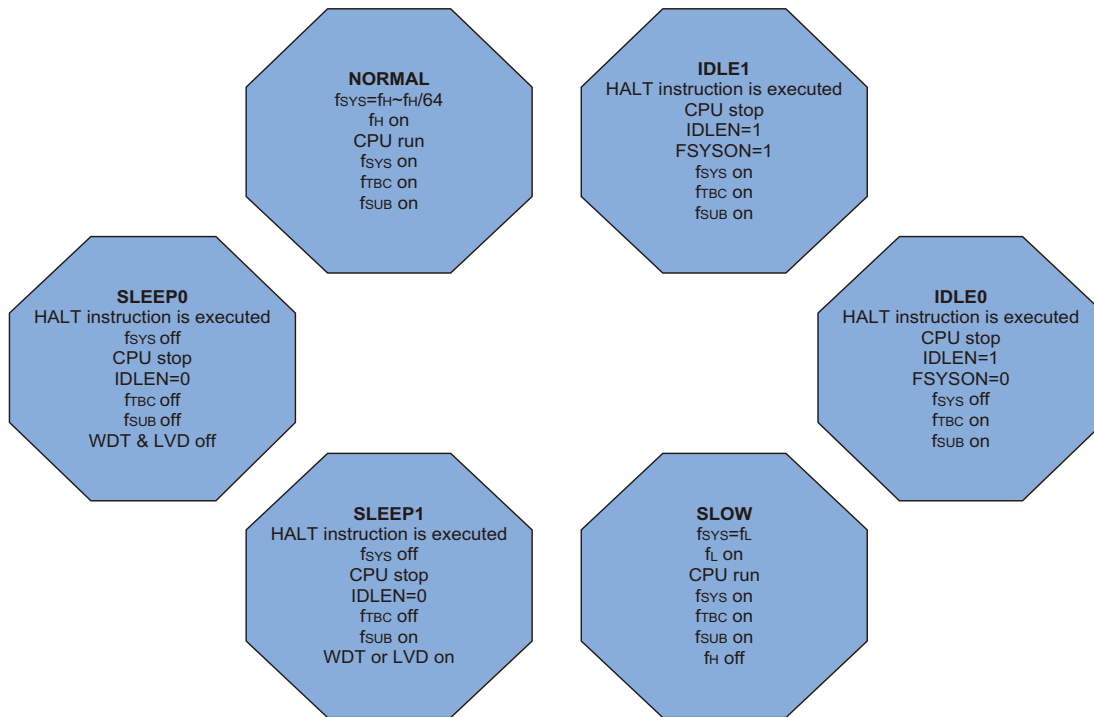 NORMAL
fSYS=fH~fH/64
fH on
CPU run
fSYS on
fTBC on
fSUB on
IDLE1
HALT instruction is executed
CPU stop
IDLEN=1
FSYSON=1
fSYS on
fTBC on
fSUB on
SLEEP0
HALT instruction is executed
fSYS off
CPU stop
IDLEN=0
fTBC off
fSUB off
WDT & LVD off
IDLE0
HALT instruction is executed
CPU stop
IDLEN=1
FSYSON=0
fSYS off
fTBC on
fSUB on
SLEEP1
HALT instruction is executed
fSYS off
CPU stop
IDLEN=0
fTBC off
fSUB on
WDT or LVD on
SLOW
fSYS=fL
fL on
CPU run
fSYS on
fTBC on
fSUB on
fH off